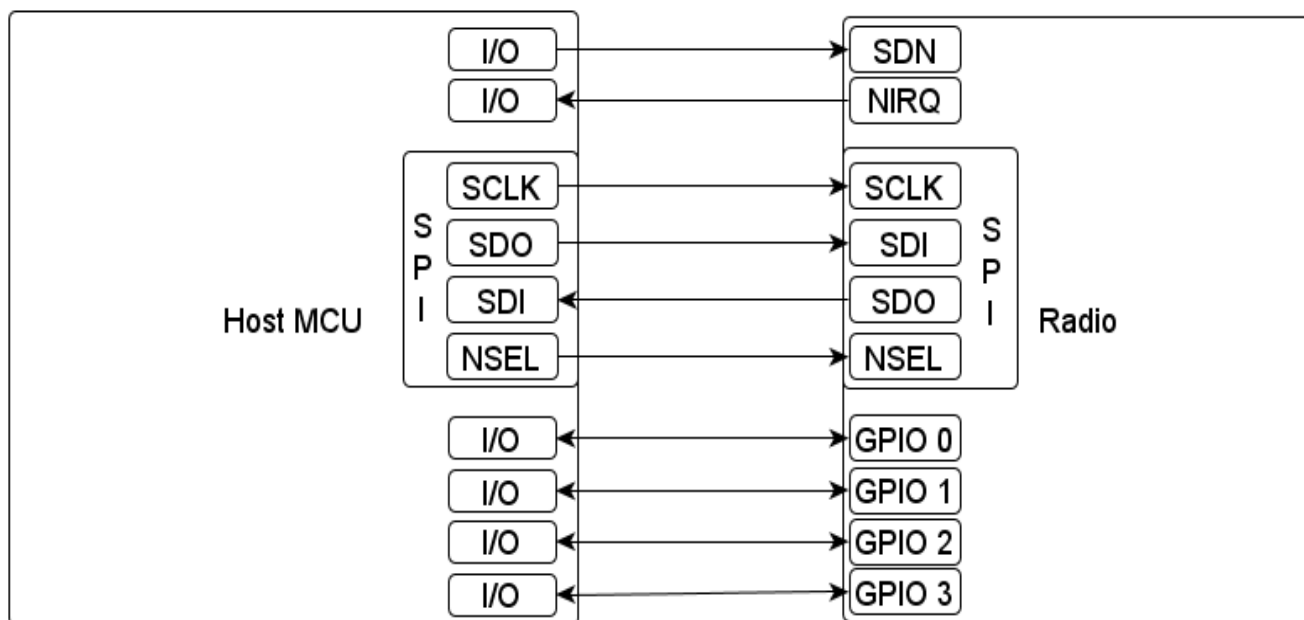 I/O SDN
I/O NIRQ
SCLK SCLK
SDO SDI
SDI SDO
NSEL NSEL
S
P
I
S
P
I
Host MCU Radio
I/O GPIO 0
I/O GPIO 1
I/O GPIO 2
I/O GPIO 3